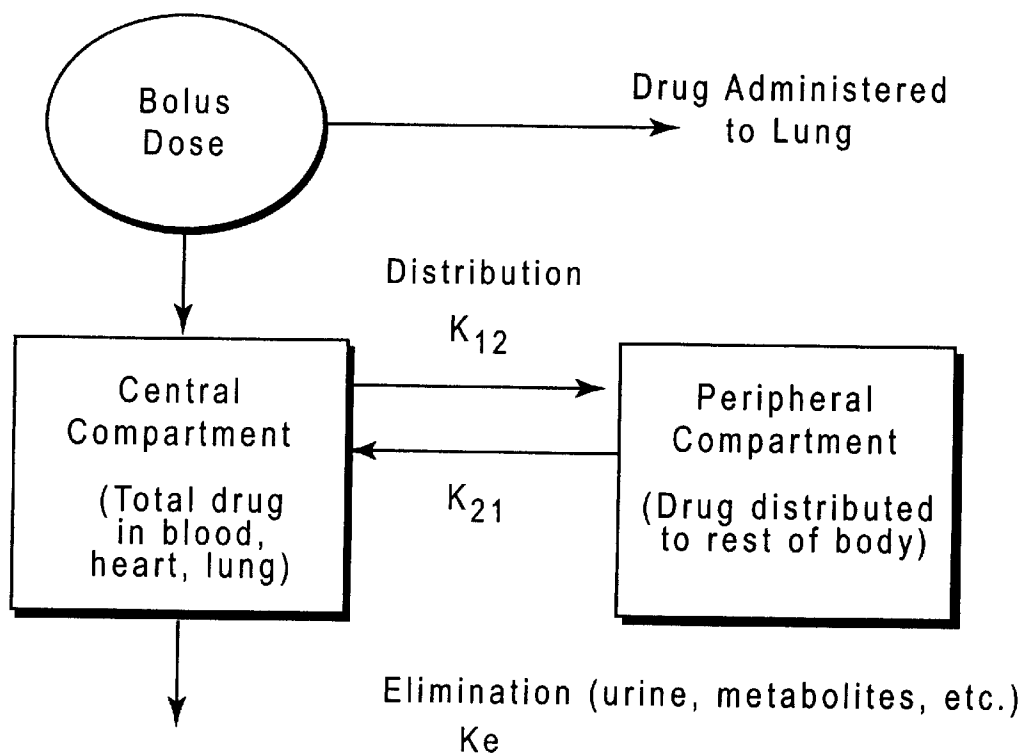 Bolus
Dose
Drug Administered
to Lung
Distribution
K12
Central
Compartment
(Total drug
in blood,
heart, lung)
K21
Peripheral
Compartment
(Drug distributed
to rest of body)
Elimination (urine, metabolites, etc.)
Ke